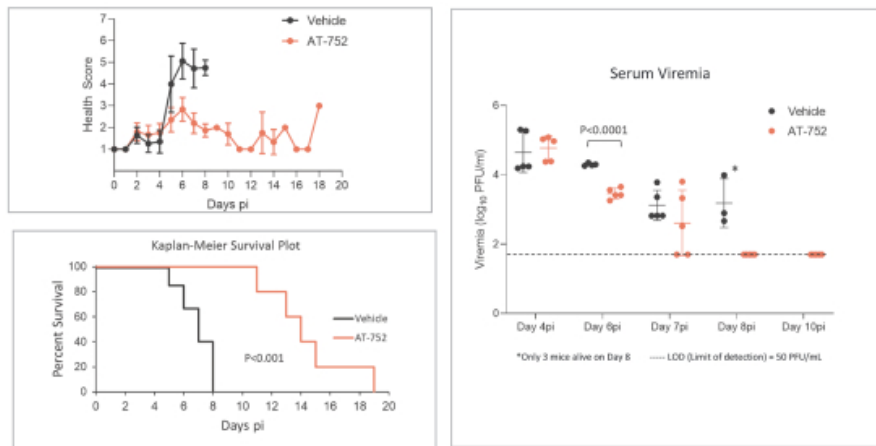 7
6
5
4
3
2
1
Health Score
Vehicle
AT-752
0 2 4 6 8 10 12 14 16 18 20
Days pi
Kaplan-Meier Survival Plot
100
80
60
40
20
0
Percent Survival
Vehicle
AT-752
P<0.001
0 2 4 6 8 10 12 14 16 18 20
Days pi
Serum Viremia
6
4
2
0
Viremia (log10 PFU/ml)
Vehicle
AT-752
P<0.0001
*
Day 4pi Day 6pi Day 7pi Day 8pi Day 10pi
*Only 3 mice alive on Day 8
----- LOD (Limit of detection) = 50 PFU/mL